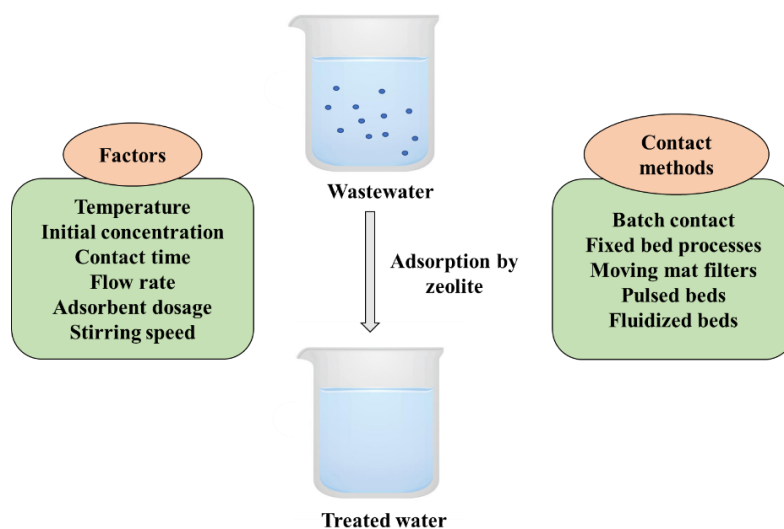 Factors
Temperature
Initial concentration
Contact time
Flow rate
Adsorbent dosage
Stirring speed
Wastewater
Adsorption by
zeolite
Treated water
Contact
methods
Batch contact
Fixed bed processes
Moving mat filters
Pulsed beds
Fluidized beds